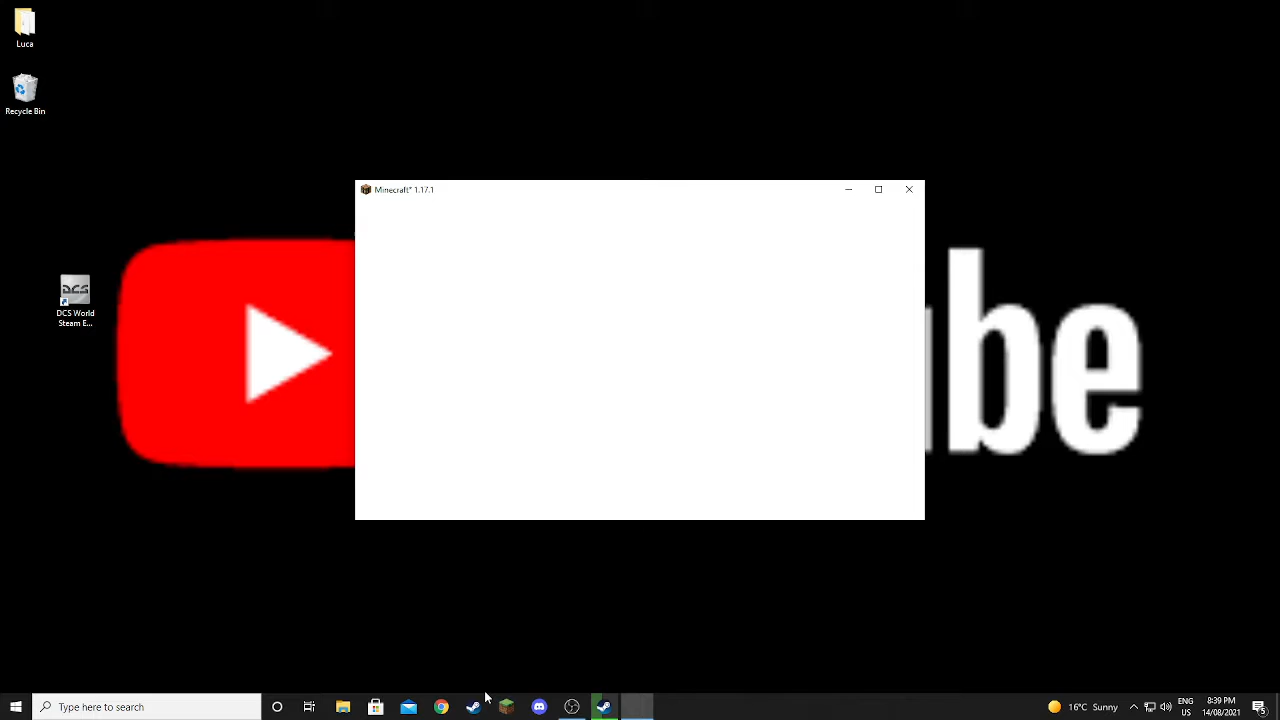 Luca
Recycle Bin
Minecraft* 1.17.1
DCS
DCS World
Steam E...
be
Type here to search
16°C Sunny
ENG
US
8:39 PM
14/08/2021